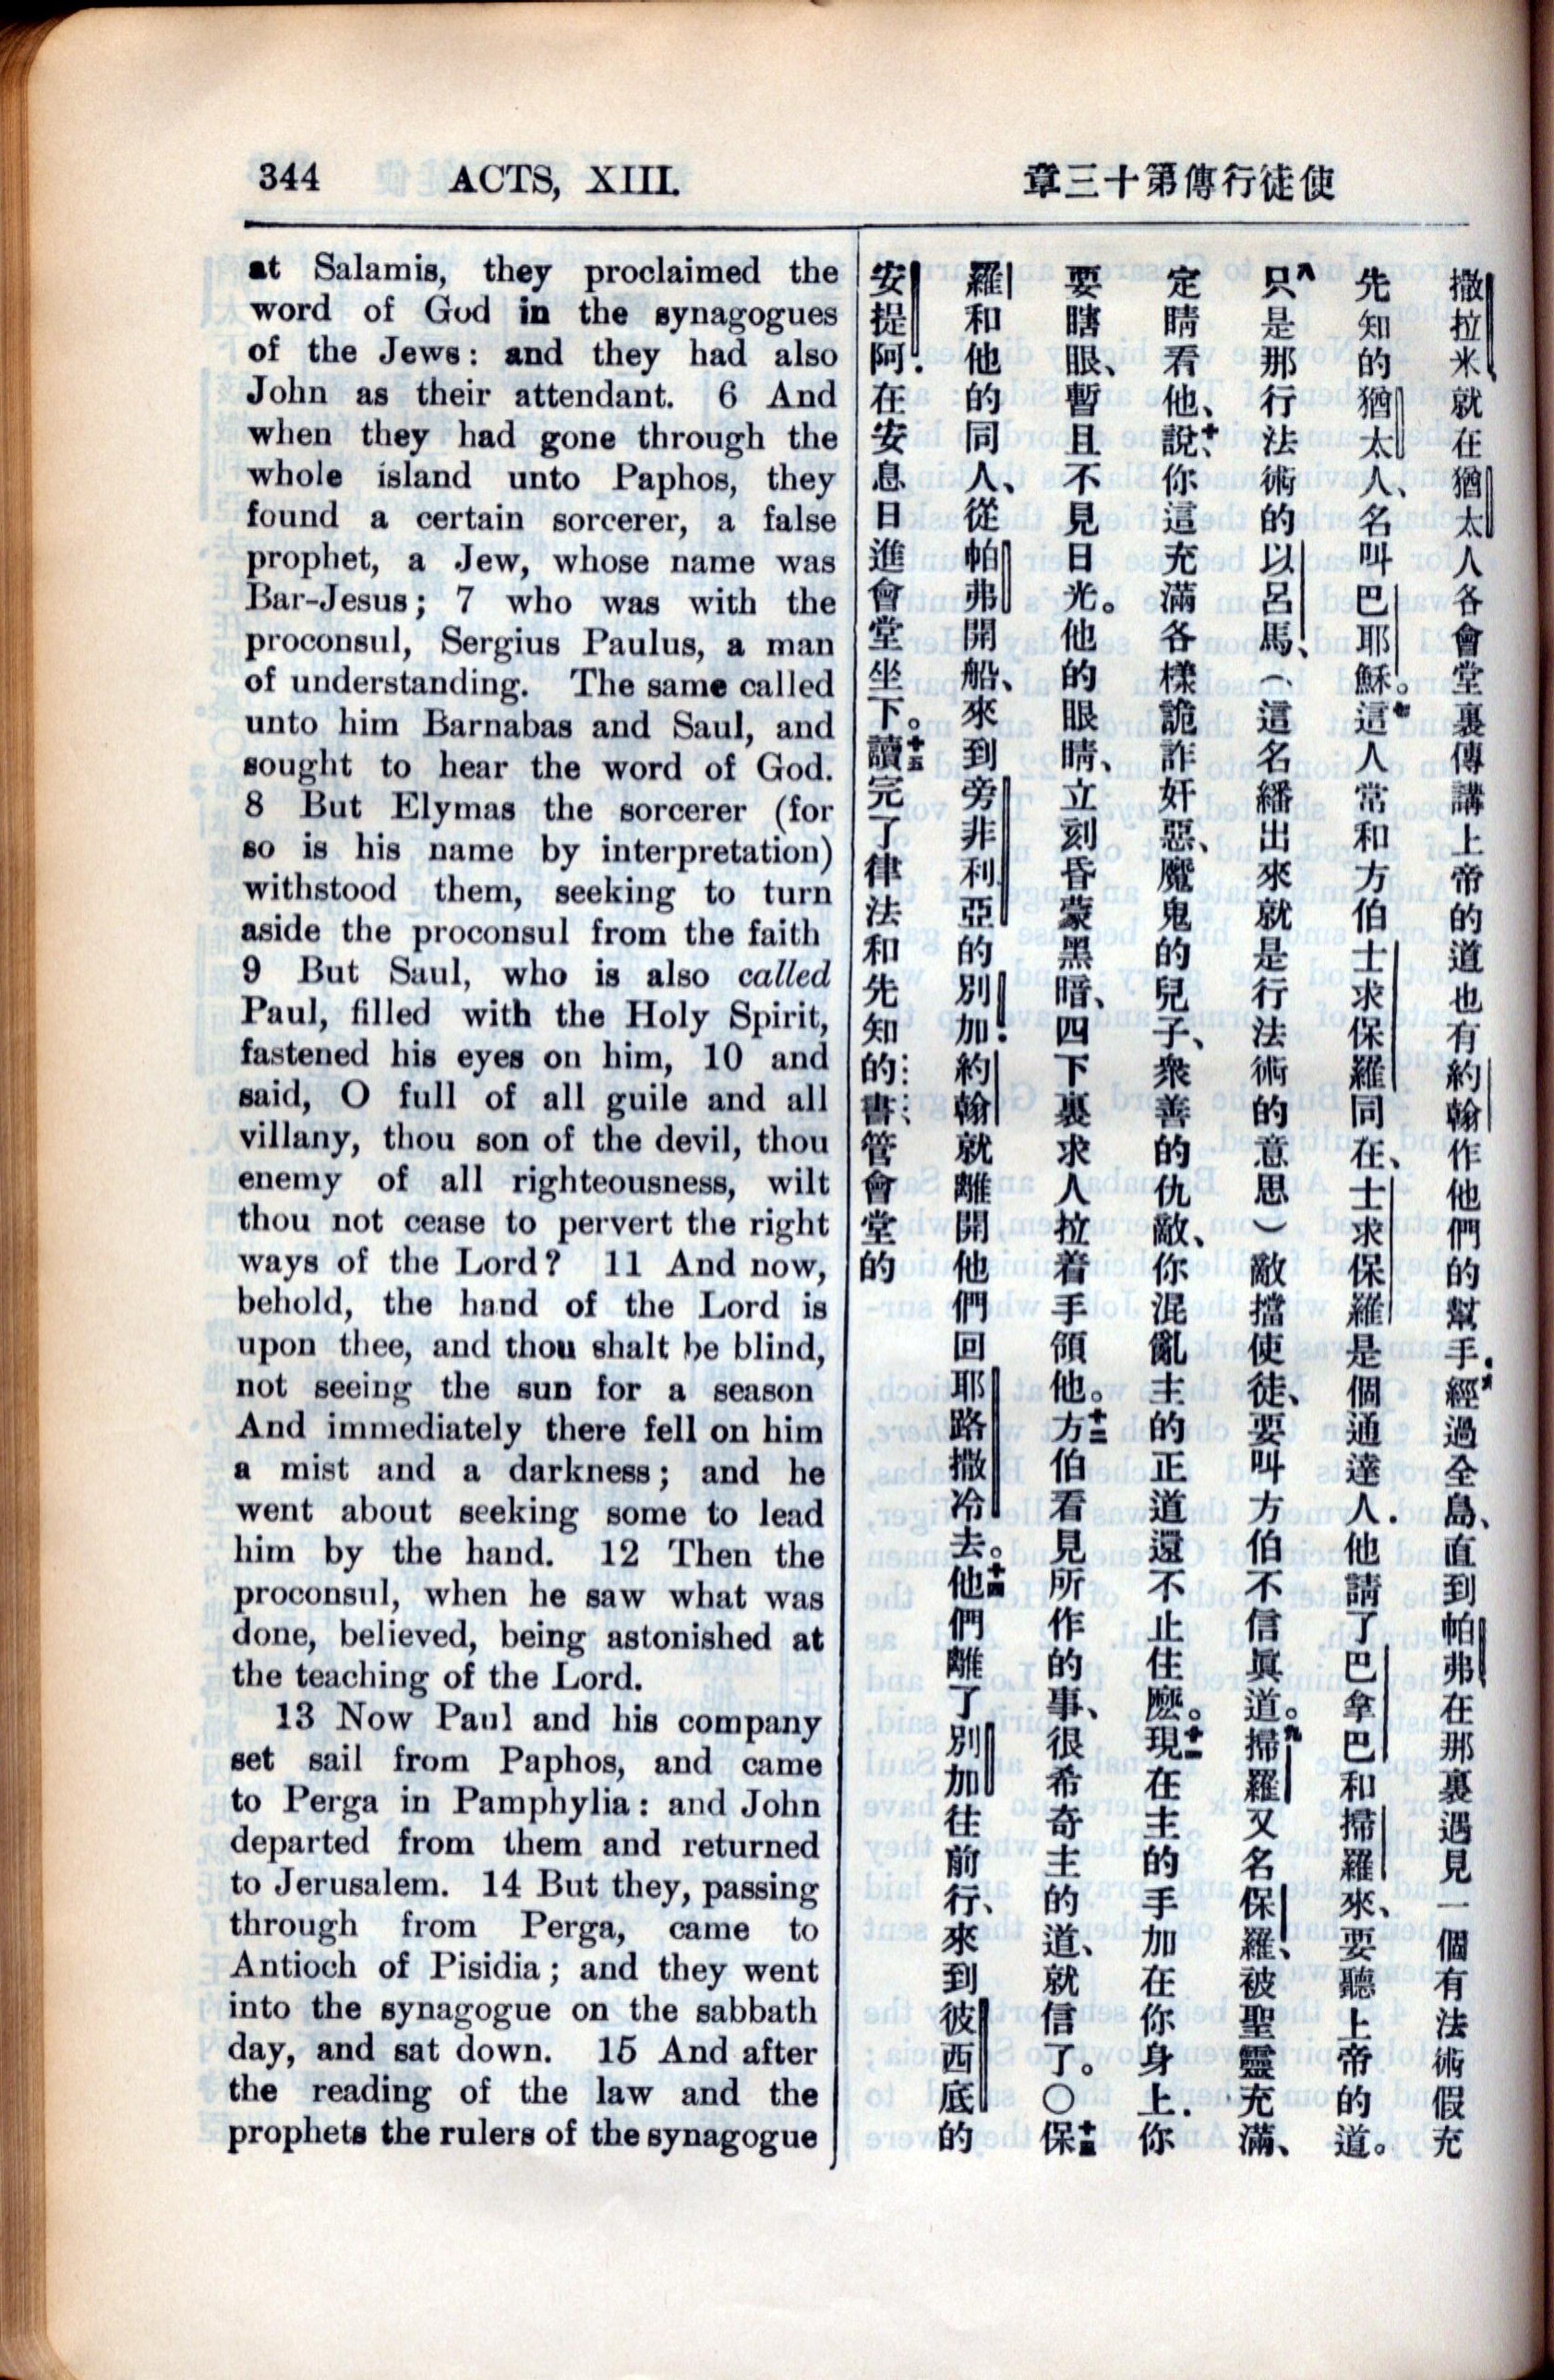 344 ACTS, XIII.
章三十第傳行徒使
at Salamis, they proclaimed the
word of God in the synagogues
of the Jews: and they had also
John as their attendant. 6 And
when they had gone through the
whole island unto Paphos, they
found a certain sorcerer, a false
prophet, a Jew, whose name was
Bar-Jesus; 7 who was with the
proconsul, Sergius Paulus, a man
of understanding. The same called
unto him Barnabas and Saul, and
sought to hear the word of God.
8 But Elymas the sorcerer (for
so is his name by interpretation)
withstood them, seeking to turn
aside the proconsul from the faith
9 But Saul, who is also called
Paul, filled with the Holy Spirit,
fastened his eyes on him, 10 and
said, O full of all guile and all
villany, thou son of the devil, thou
enemy of all righteousness, wilt
thou not cease to pervert the right
ways of the Lord? 11 And now,
behold, the hand of the Lord is
upon thee, and thou shalt be blind,
not seeing the sun for a season
And immediately there fell on him
a mist and a darkness; and he
went about seeking some to lead
him by the hand. 12 Then the
proconsul, when he saw what was
done, believed, being astonished at
the teaching of the Lord.
13 Now Paul and his company
set sail from Paphos, and came
to Perga in Pamphylia: and John
departed from them and returned
to Jerusalem. 14 But they, passing
through from Perga, came to
Antioch of Pisidia; and they went
into the synagogue on the sabbath
day, and sat down. 15 And after
the reading of the law and the
prophets the rulers of the synagogue
撒拉米、就在猶太人各會堂裏傳講上帝的道也有約翰作他們的幫手．六經過全島、直到帕弗在那裏遇見一個有法術假充
先知的猶太人、名叫巴耶穌。七這人常和方伯士求保羅同在、士求保羅是個通達人．他請了巴拿巴和掃羅來、要聽上帝的道。
八只是那行法術的以呂馬、（這名繙出來就是行法術的意思）敵擋使徒、要叫方伯不信眞道。九掃羅又名保羅、被聖靈充滿、
定睛看他、十說、你這充滿各樣詭詐奸惡、魔鬼的兒子、衆善的仇敵、你混亂主的正道還不止住麽。十一現在主的手加在你身上．你
要瞎眼、暫且不見日光。他的眼睛、立刻昏蒙黑暗、四下裏求人拉着手領他。十二方伯看見所作的事、很希奇主的道、就信了。○十三保
羅和他的同人、從帕弗開船、來到旁非利亞的別加．約翰就離開他們回耶路撒冷去。十四他們離了別加往前行、來到彼西底的
安提阿．在安息日進會堂坐下。十五讀完了律法和先知的書管會堂的